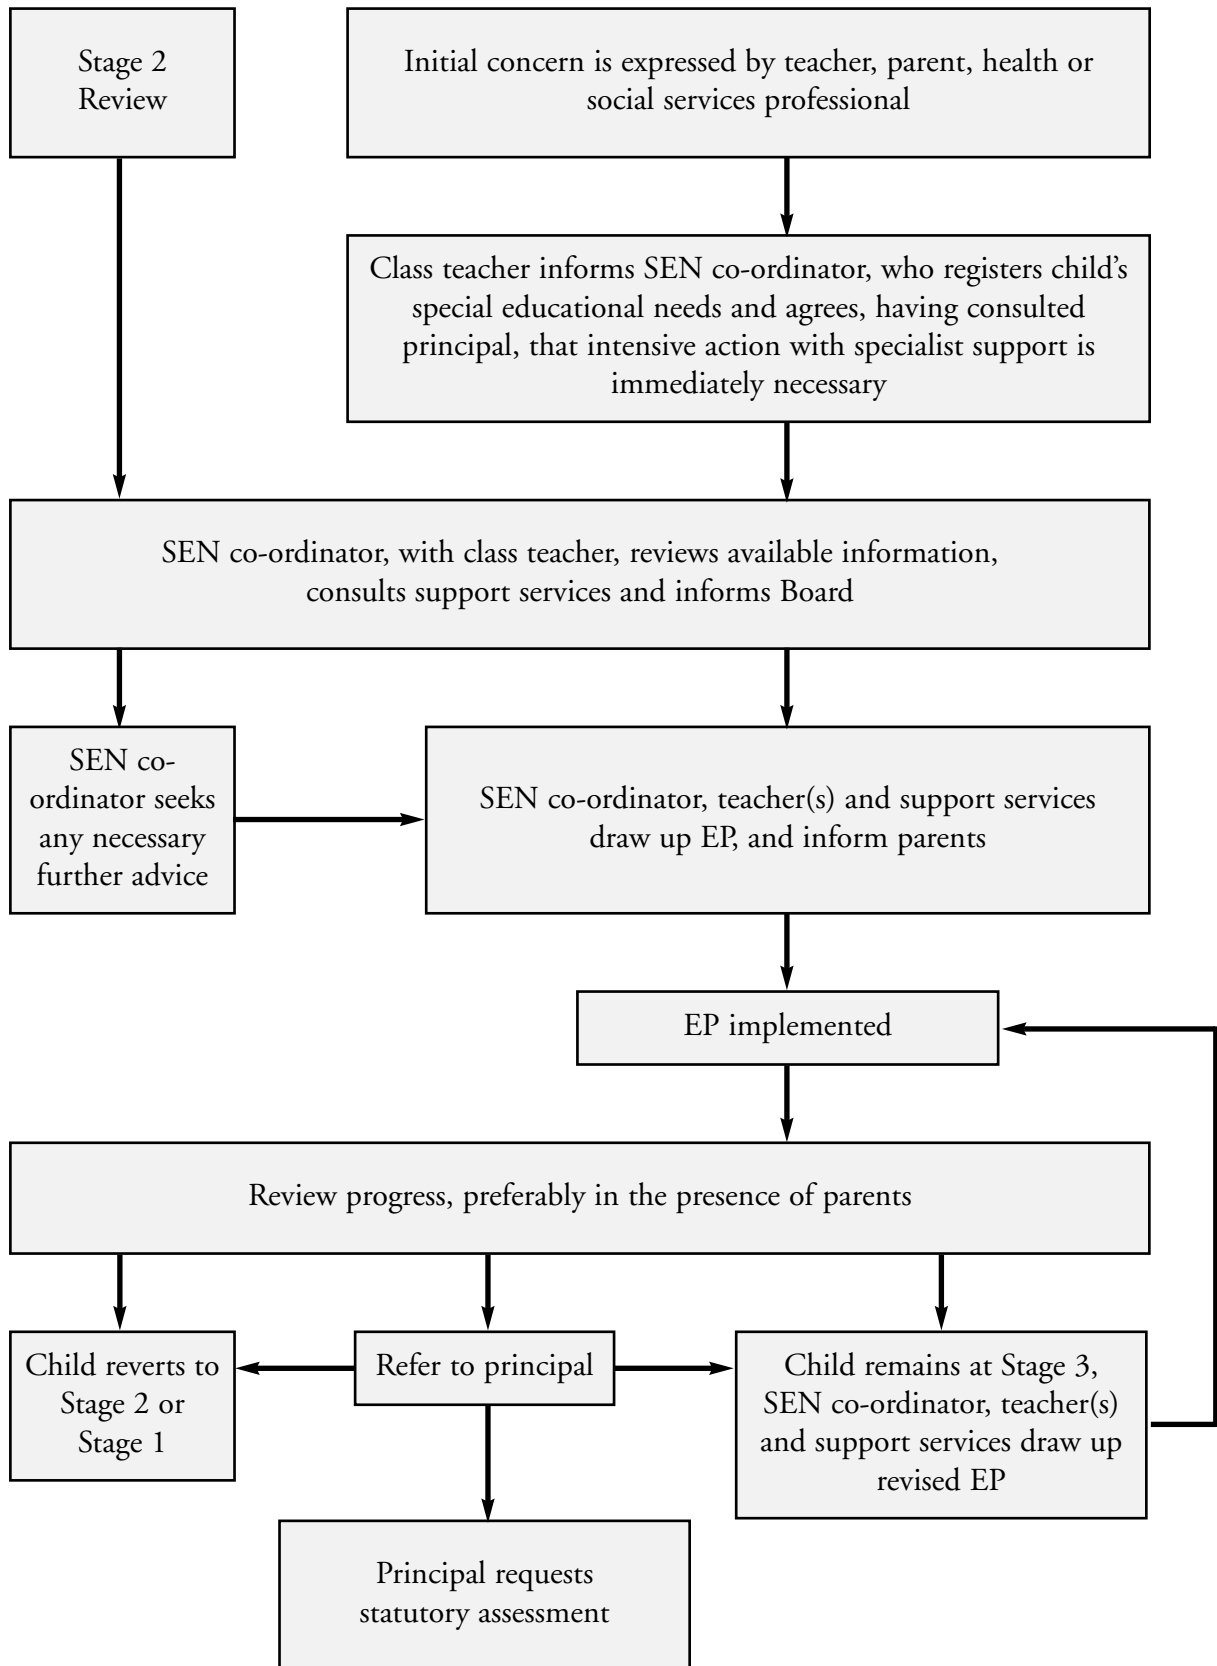 Stage 2
Review
Initial concern is expressed by teacher, parent, health or
social services professional
Class teacher informs SEN co-ordinator, who registers child’s
special educational needs and agrees, having consulted
principal, that intensive action with specialist support is
immediately necessary
SEN co-ordinator, with class teacher, reviews available information,
consults support services and informs Board
SEN co-
ordinator seeks
any necessary
further advice
SEN co-ordinator, teacher(s) and support services
draw up EP, and inform parents
EP implemented
Review progress, preferably in the presence of parents
Child reverts to
Stage 2 or
Stage 1
Refer to principal
Child remains at Stage 3,
SEN co-ordinator, teacher(s)
and support services draw up
revised EP
Principal requests
statutory assessment